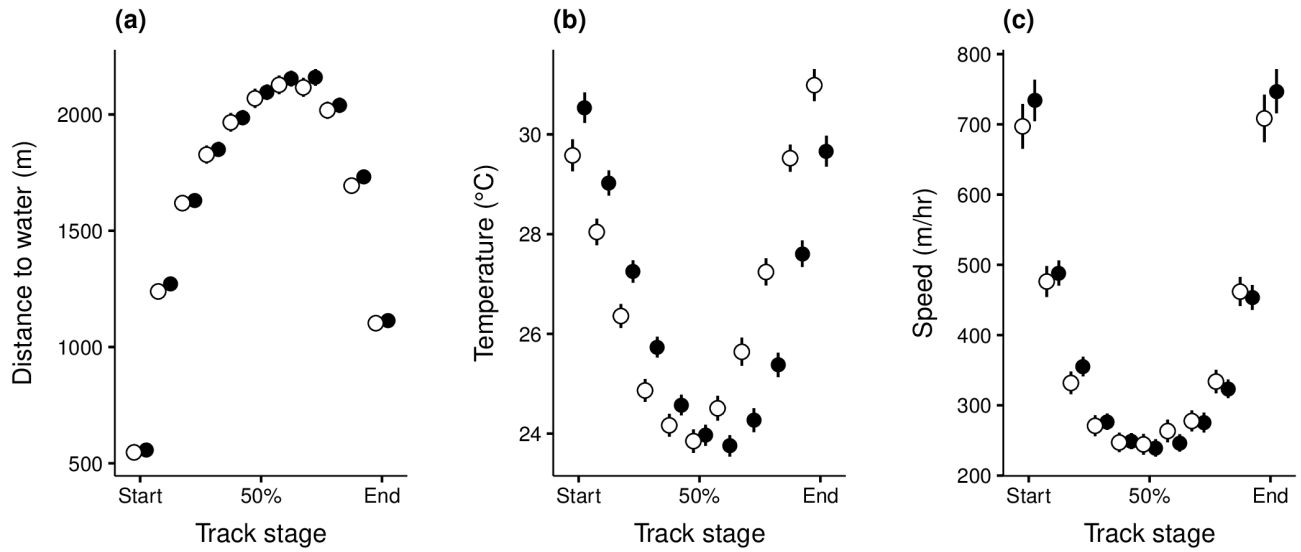 (a)
Distance to water (m)
2000
1500
1000
500
Start 50% End
Track stage
(b)
Temperature (°C)
30
28
26
24
Start 50% End
Track stage
(c)
Speed (m/hr)
800
700
600
500
400
300
200
Start 50% End
Track stage